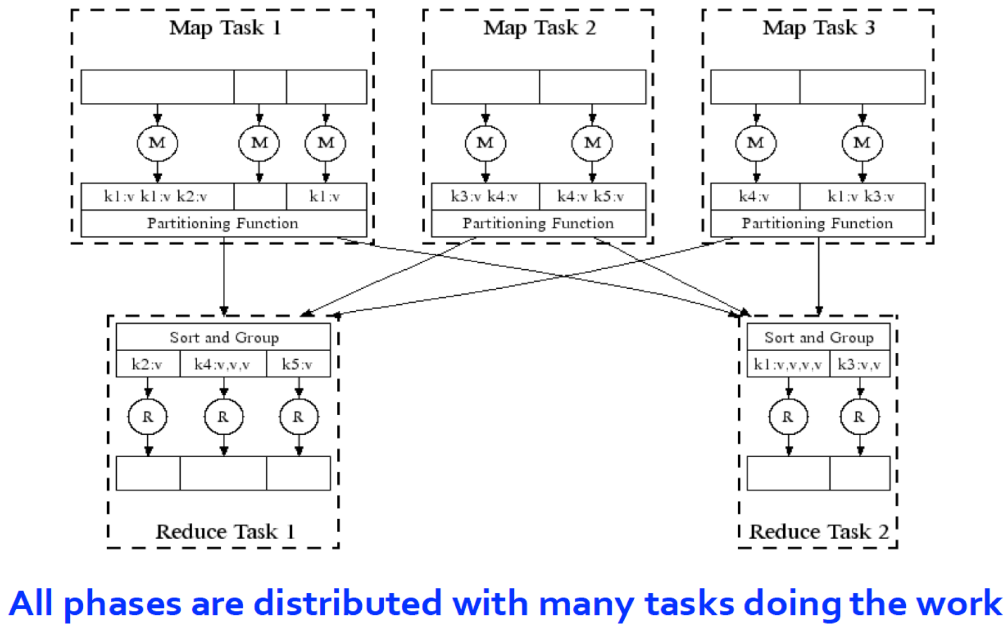 Map Task 1
Map Task 2
Map Task 3
M
M
M
M
M
M
M
k1:v k1:v k2:v
k1:v
k3:v k4:v
k4:v k5:v
k4:v
k1:v k3:v
Partitioning Function
Partitioning Function
Partitioning Function
Sort and Group
Sort and Group
k2:v
k4:v,v,v
k5:v
k1:v,v,v,v
k3:v,v
R
R
R
R
R
Reduce Task 1
Reduce Task 2
All phases are distributed with many tasks doing the work